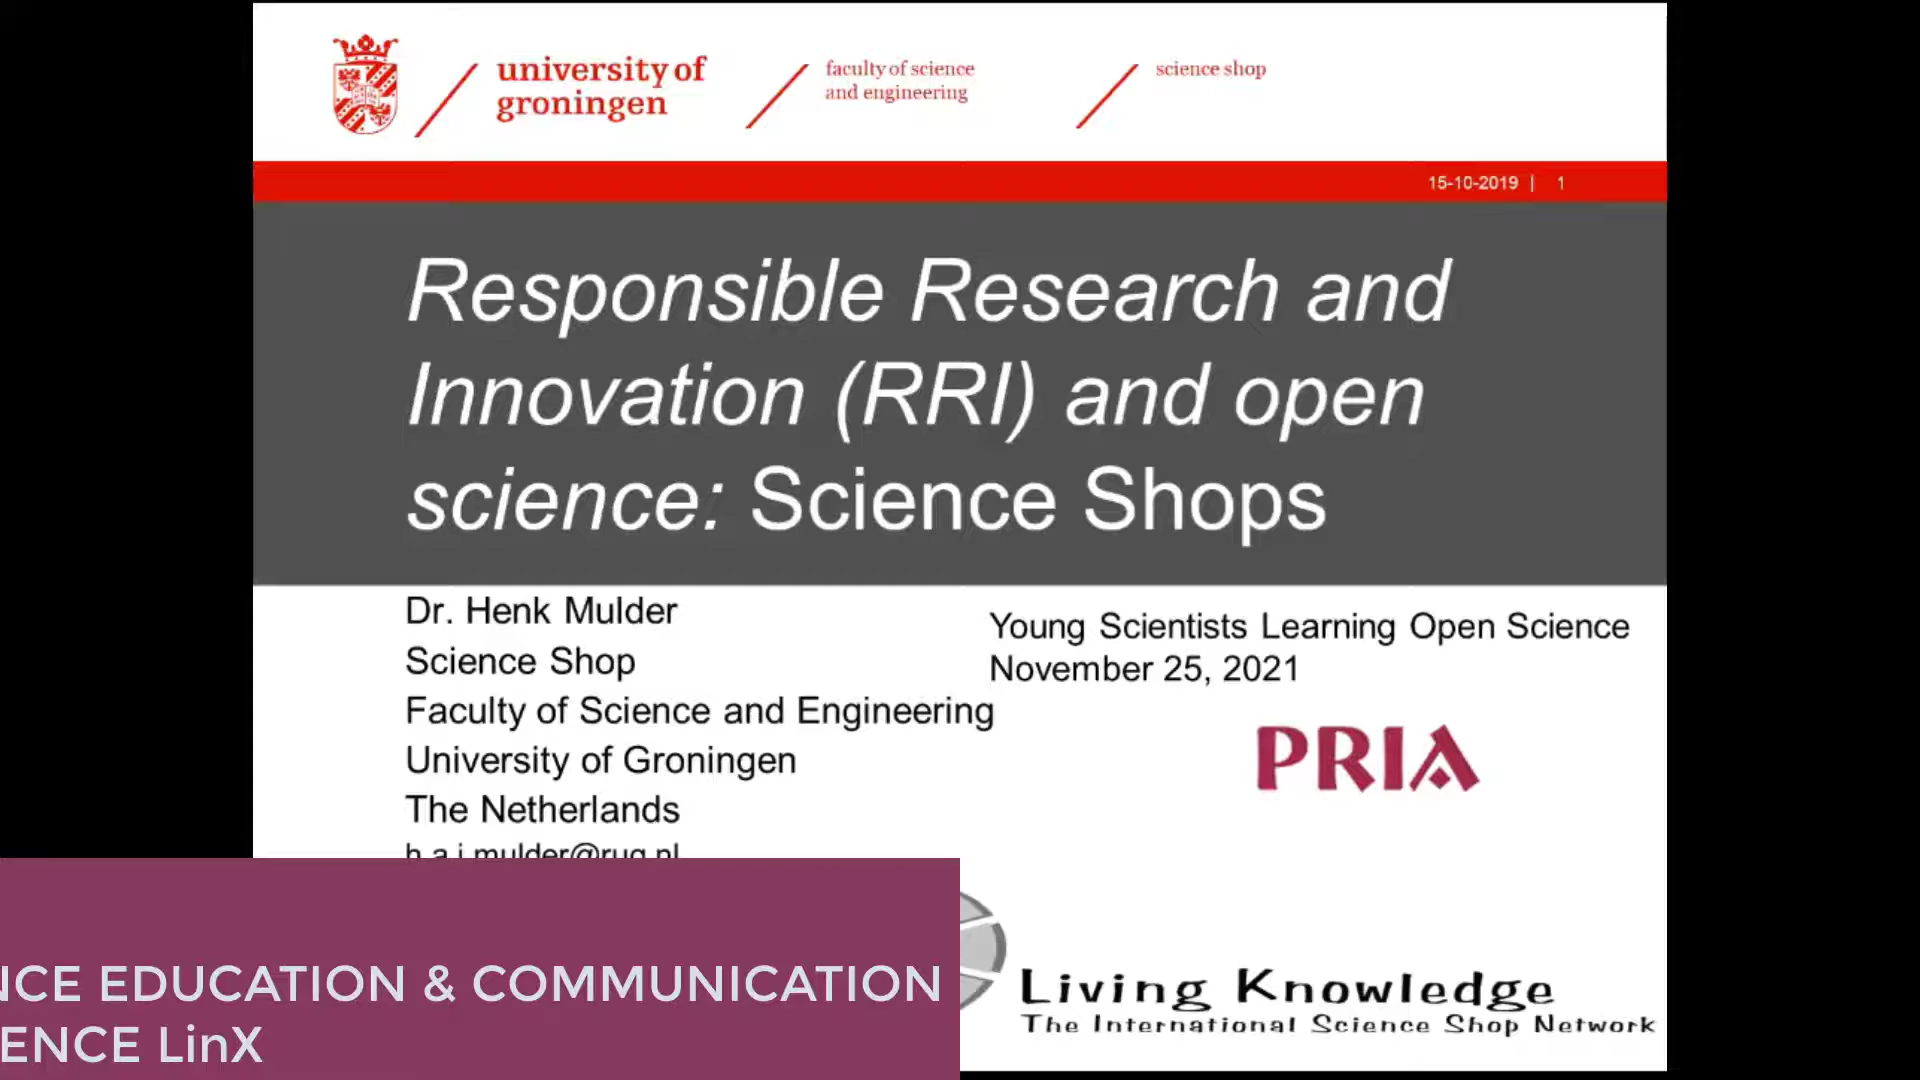 university of
groningen
faculty of science
and engineering
science shop
15-10-2019 | 1
Responsible Research and
Innovation (RRI) and open
science: Science Shops
Dr. Henk Mulder
Science Shop
Faculty of Science and Engineering
University of Groningen
The Netherlands
h.a.j.mulder@rug.nl
Young Scientists Learning Open Science
November 25, 2021
PRIA
NCE EDUCATION & COMMUNICATION
ENCE LinX
Living Knowledge
The International Science Shop Network